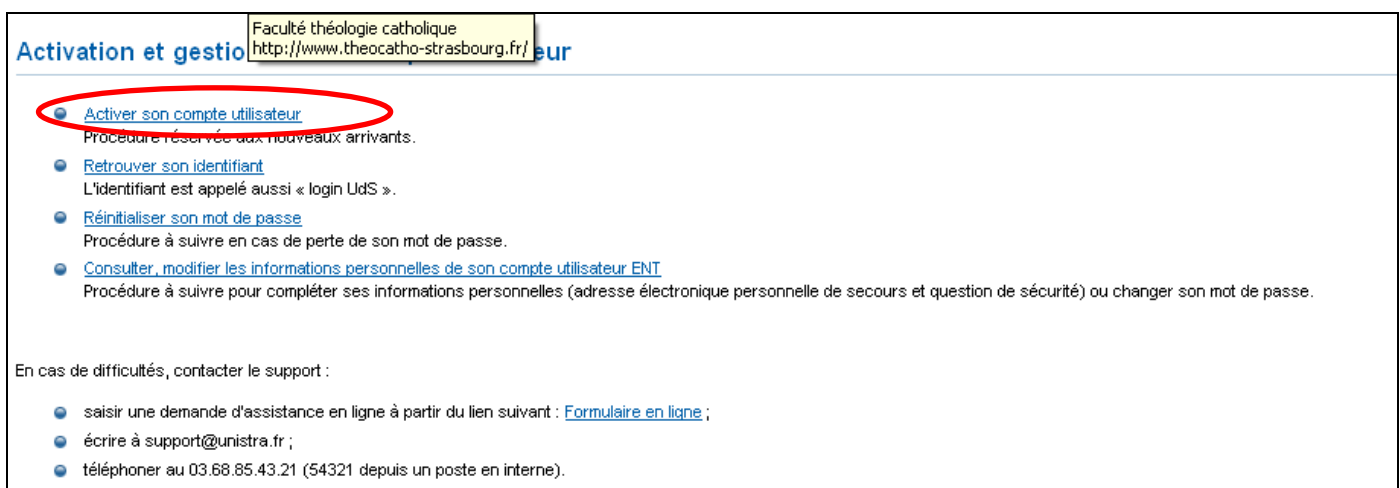 Faculté théologie catholique
http://www.theocatho-strasbourg.fr/
Activation et gestio eur
Activer son compte utilisateur
Procédure réservée aux nouveaux arrivants.
Retrouver son identifiant
L'identifiant est appelé aussi « login UdS ».
Réinitialiser son mot de passe
Procédure à suivre en cas de perte de son mot de passe.
Consulter, modifier les informations personnelles de son compte utilisateur ENT
Procédure à suivre pour compléter ses informations personnelles (adresse électronique personnelle de secours et question de sécurité) ou changer son mot de passe.
En cas de difficultés, contacter le support :
saisir une demande d'assistance en ligne à partir du lien suivant : Formulaire en ligne ;
écrire à support@unistra.fr ;
téléphoner au 03.68.85.43.21 (54321 depuis un poste en interne).